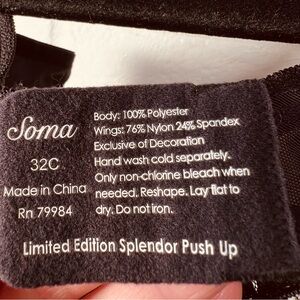 Soma
32C
Made in China
Rn 79984
Body: 100% Polyester
Wings: 76% Nylon 24% Spandex
Exclusive of Decoration
Hand wash cold separately.
Only non-chlorine bleach when
needed. Reshape. Lay flat to
dry. Do not iron.
Limited Edition Splendor Push Up